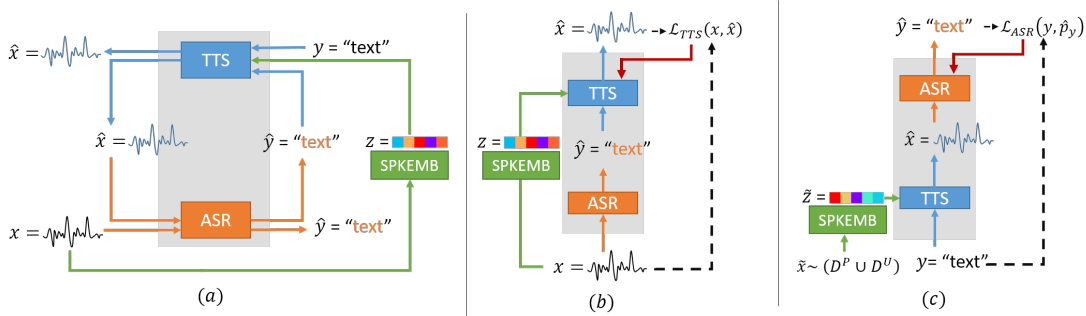 x̂ =
TTS
y = “text”
x̂ =
ŷ = “text”
z =
SPKEMB
x =
ASR
ŷ = “text”
(a)
x̂ =
ℒ_TTS(x, x̂)
TTS
z =
SPKEMB
ŷ = “text”
ASR
x =
(b)
ŷ = “text”
ℒ_ASR(y, p̂_y)
ASR
x̂ =
z̃ =
SPKEMB
TTS
x̃~ (D^P ∪ D^U)
y= “text”
(c)